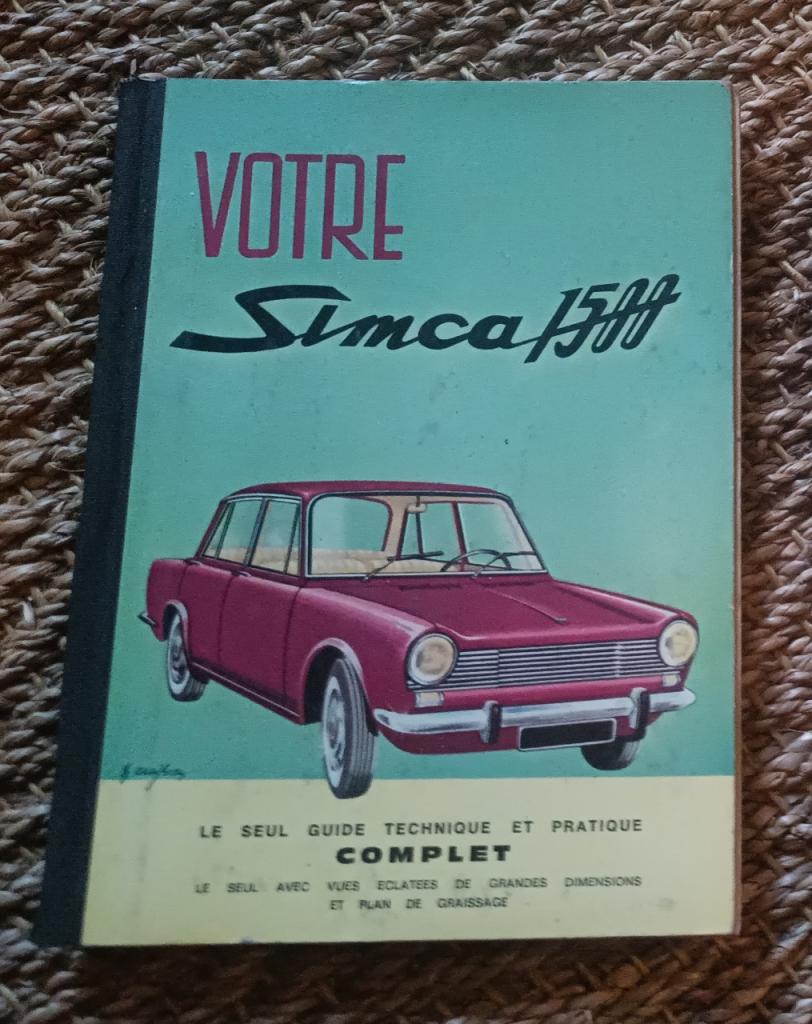 VOTRE
Simca 1500
LE SEUL GUIDE TECHNIQUE ET PRATIQUE
COMPLET
LE SEUL AVEC VUES ECLATEES DE GRANDES DIMENSIONS
ET PLAN DE GRAISSAGE